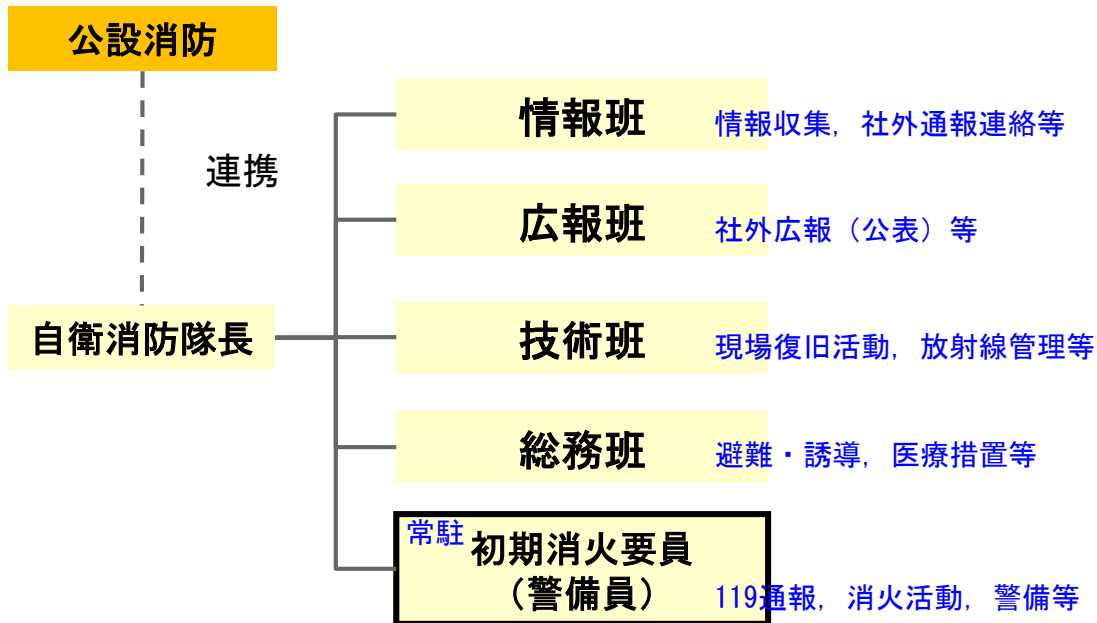 公設消防
連携
自衛消防隊長
情報班
情報収集，社外通報連絡等
広報班
社外広報（公表）等
技術班
現場復旧活動，放射線管理等
総務班
避難・誘導，医療措置等
常駐
初期消火要員
（警備員）
119通報，消火活動，警備等